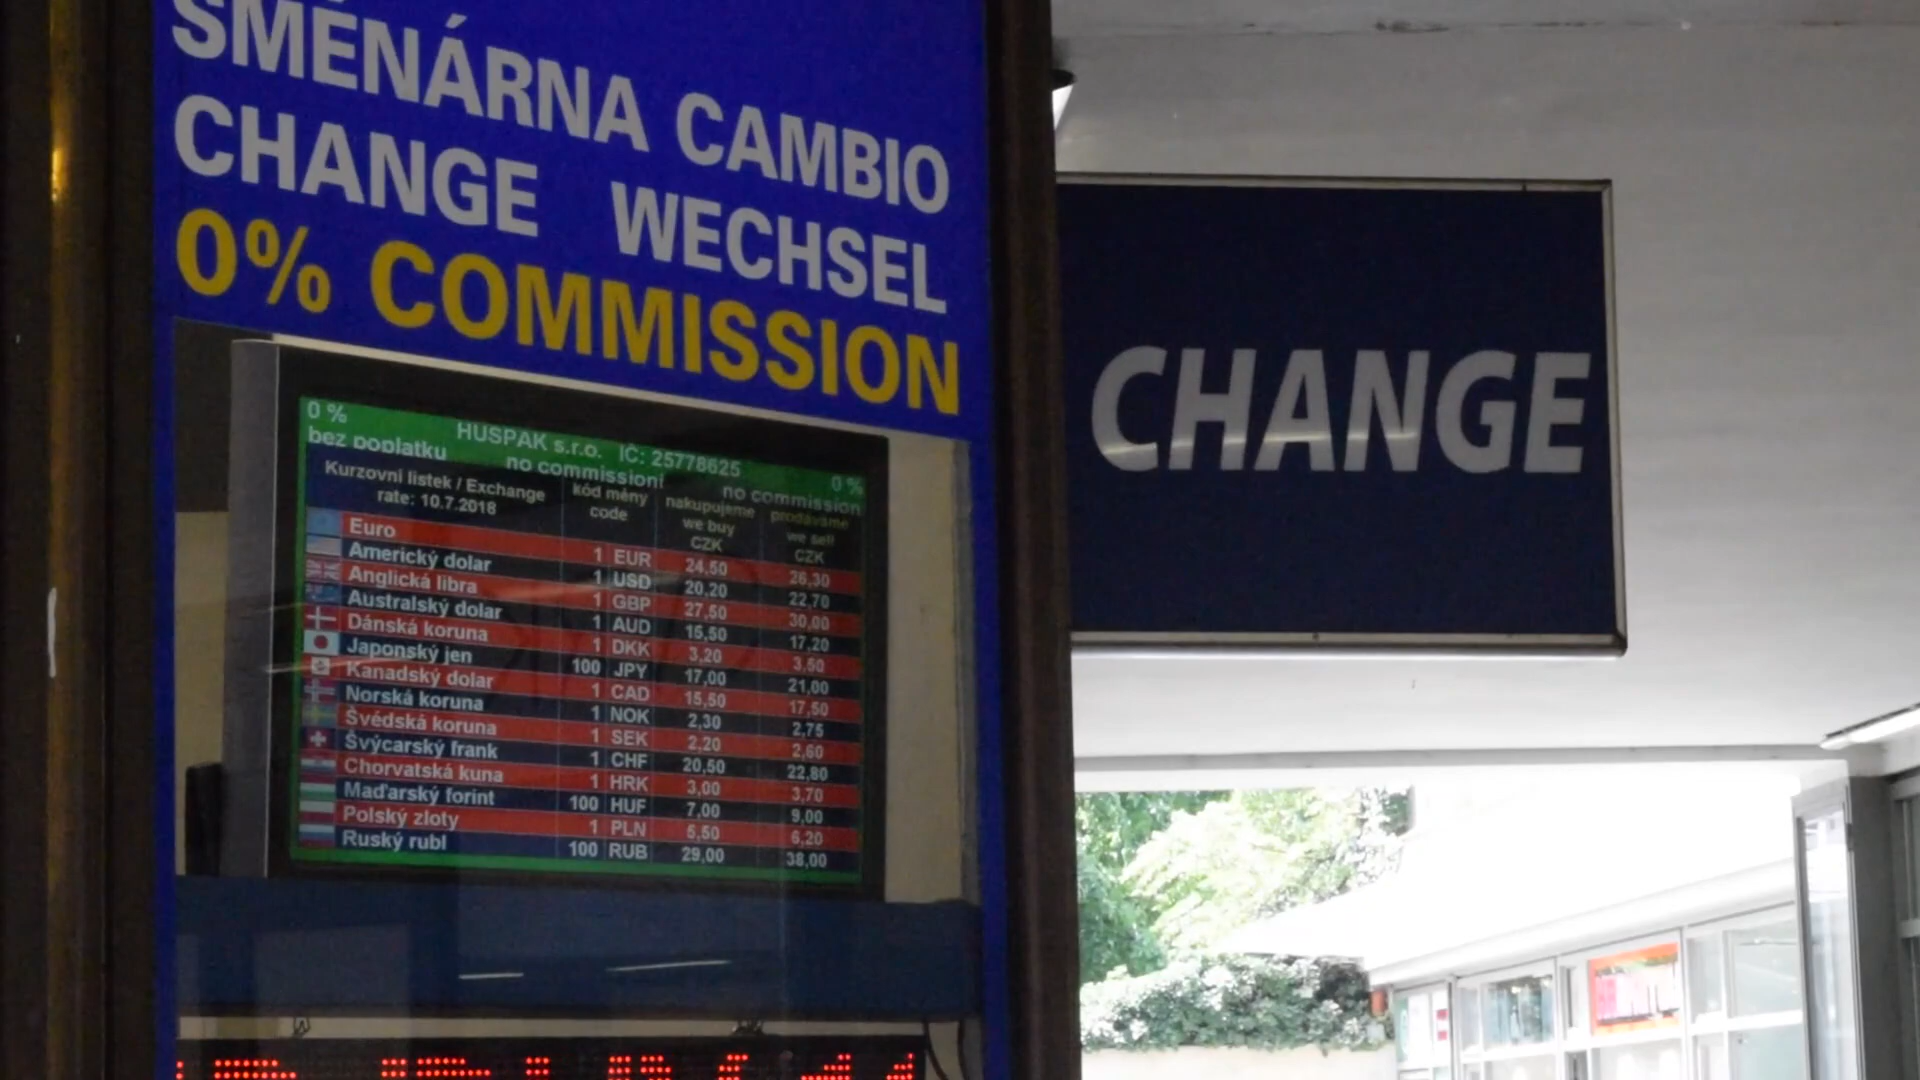 SMĚNÁRNA CAMBIO
CHANGE WECHSEL
0% COMMISSION
CHANGE
0 % HUSPAK s.r.o. IČ: 25778625 0 %
bez poplatku no commission! no commission
Kurzovní lístek / Exchange kód měny nakupujeme prodáváme
rate: 10.7.2018 code we buy we sell
CZK CZK
Euro 1 EUR 24,50 26,30
Americký dolar 1 USD 20,20 22,70
Anglická libra 1 GBP 27,50 30,00
Australský dolar 1 AUD 15,50 17,20
Dánská koruna 1 DKK 3,20 3,50
Japonský jen 100 JPY 17,00 21,00
Kanadský dolar 1 CAD 15,50 17,50
Norská koruna 1 NOK 2,30 2,75
Švédská koruna 1 SEK 2,20 2,60
Švýcarský frank 1 CHF 20,50 22,80
Chorvatská kuna 1 HRK 3,00 3,70
Maďarský forint 100 HUF 7,00 9,00
Polský zloty 1 PLN 5,50 6,20
Ruský rubl 100 RUB 29,00 38,00